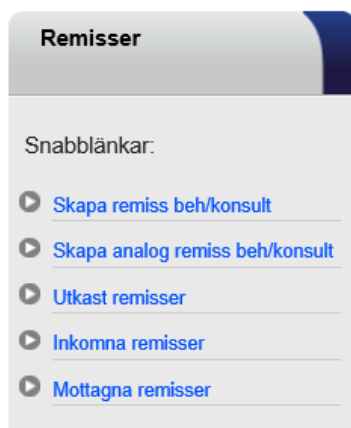 Remisser
Snabblänkar:
Skapa remiss beh/konsult
Skapa analog remiss beh/konsult
Utkast remisser
Inkomna remisser
Mottagna remisser